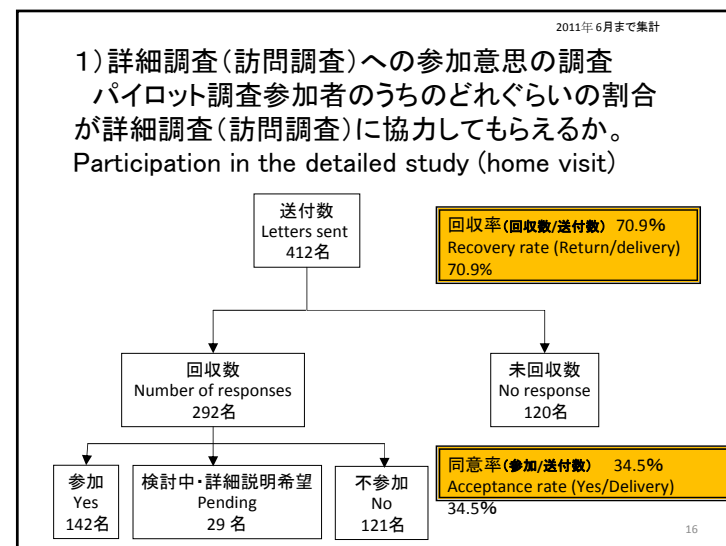 2011年6月まで集計
1)詳細調査(訪問調査)への参加意思の調査
パイロット調査参加者のうちのどれぐらいの割合
が詳細調査(訪問調査)に協力してもらえるか。
Participation in the detailed study (home visit)
送付数
Letters sent
412名
回収率(回収数/送付数) 70.9%
Recovery rate (Return/delivery)
70.9%
回収数
Number of responses
292名
未回収数
No response
120名
参加
Yes
142名
検討中・詳細説明希望
Pending
29 名
不参加
No
121名
同意率(参加/送付数) 34.5%
Acceptance rate (Yes/Delivery)
34.5%
16